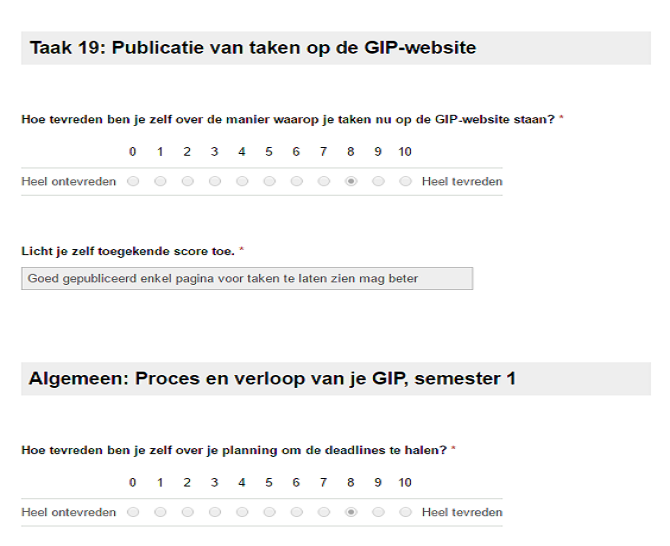 Taak 19: Publicatie van taken op de GIP-website
Hoe tevreden ben je zelf over de manier waarop je taken nu op de GIP-website staan? *
0 1 2 3 4 5 6 7 8 9 10
Heel ontevreden Heel tevreden
Licht je zelf toegekende score toe. *
Goed gepubliceerd enkel pagina voor taken te laten zien mag beter
Algemeen: Proces en verloop van je GIP, semester 1
Hoe tevreden ben je zelf over je planning om de deadlines te halen? *
0 1 2 3 4 5 6 7 8 9 10
Heel ontevreden Heel tevreden